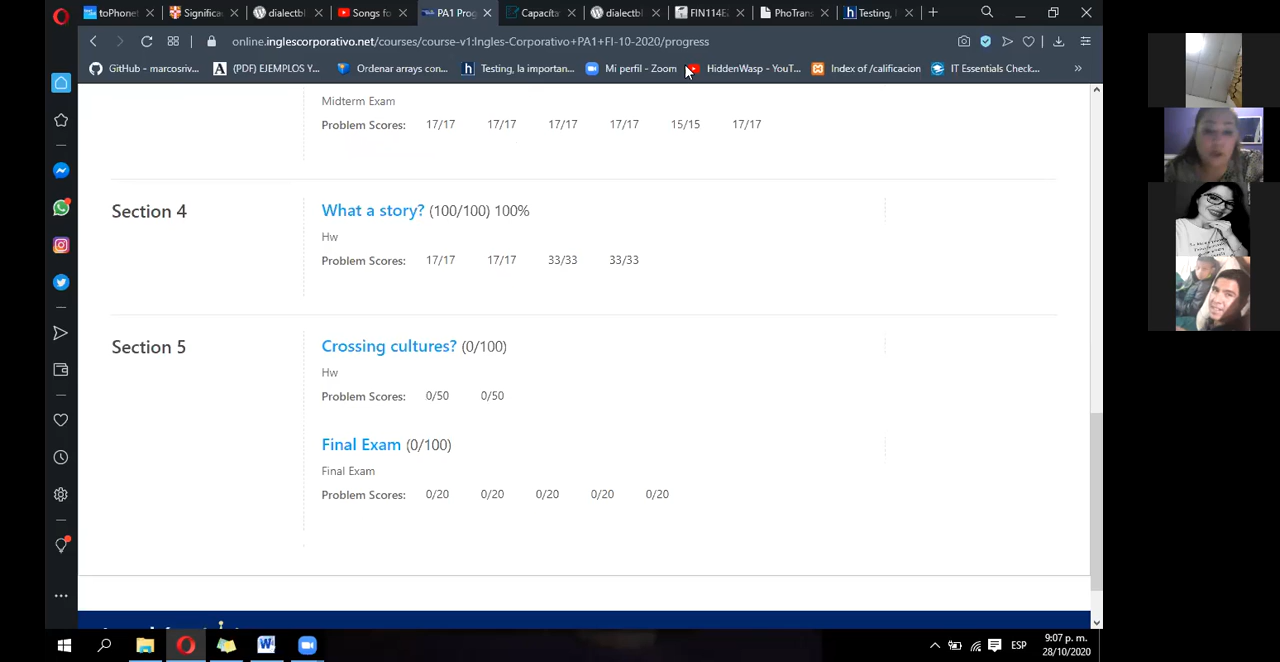 toPhonet
Significa
dialectbl
Songs fo
PA1 Prog
Capacita
dialectbl
FIN114E
PhoTrans
Testing,
online.inglescorporativo.net/courses/course-v1:Ingles-Corporativo+PA1+FI-10-2020/progress
GitHub - marcosriv...
(PDF) EJEMPLOS Y...
Ordenar arrays con...
Testing, la importan...
Mi perfil - Zoom
HiddenWasp - YouT...
Index of /calificacion
IT Essentials Check...
»
Midterm Exam
Problem Scores: 17/17 17/17 17/17 17/17 15/15 17/17
Section 4
What a story? (100/100) 100%
Hw
Problem Scores: 17/17 17/17 33/33 33/33
Section 5
Crossing cultures? (0/100)
Hw
Problem Scores: 0/50 0/50
Final Exam (0/100)
Final Exam
Problem Scores: 0/20 0/20 0/20 0/20 0/20
ESP
9:07 p. m.
28/10/2020